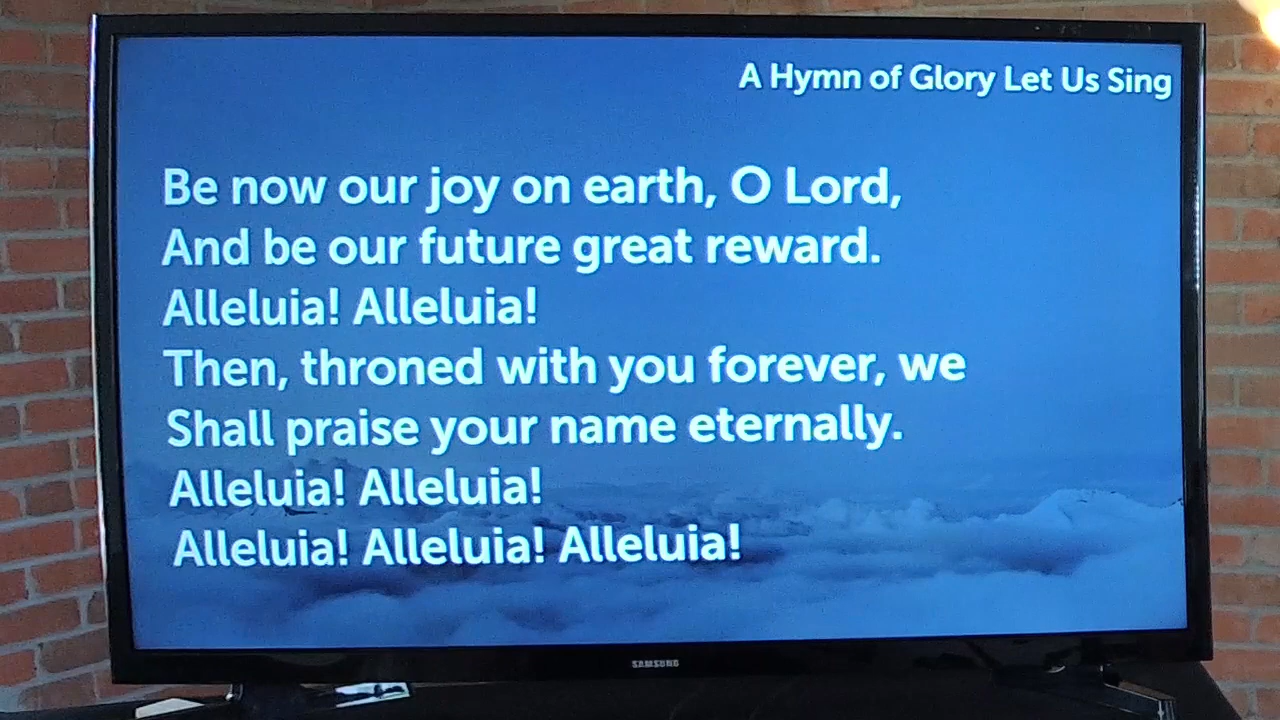 A Hymn of Glory Let Us Sing
Be now our joy on earth, O Lord,
And be our future great reward.
Alleluia! Alleluia!
Then, throned with you forever, we
Shall praise your name eternally.
Alleluia! Alleluia!
Alleluia! Alleluia! Alleluia!
SAMSUNG